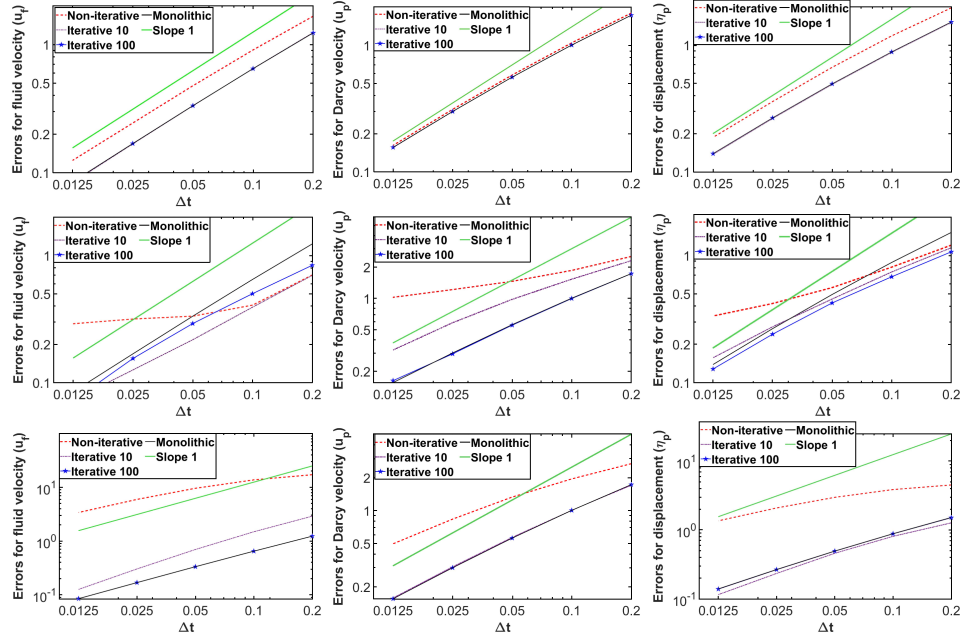 Errors for fluid velocity (u_f)
Non-iterative Monolithic
Iterative 10 Slope 1
Iterative 100
1
0.5
0.2
0.1
0.0125 0.025 0.05 0.1 0.2
Δt
Errors for Darcy velocity (u_p)
Non-iterative Monolithic
Iterative 10 Slope 1
Iterative 100
1
0.5
0.2
0.1
0.0125 0.025 0.05 0.1 0.2
Δt
Errors for displacement (η_p)
Non-iterative Monolithic
Iterative 10 Slope 1
Iterative 100
1
0.5
0.2
0.1
0.0125 0.025 0.05 0.1 0.2
Δt
Errors for fluid velocity (u_f)
Non-iterative Monolithic
Iterative 10 Slope 1
Iterative 100
1
0.5
0.2
0.1
0.0125 0.025 0.05 0.1 0.2
Δt
Errors for Darcy velocity (u_p)
Non-iterative Monolithic
Iterative 10 Slope 1
Iterative 100
2
1
0.5
0.2
0.0125 0.025 0.05 0.1 0.2
Δt
Errors for displacement (η_p)
Non-iterative Monolithic
Iterative 10 Slope 1
Iterative 100
1
0.5
0.2
0.1
0.0125 0.025 0.05 0.1 0.2
Δt
Errors for fluid velocity (u_f)
Non-iterative Monolithic
Iterative 10 Slope 1
Iterative 100
10^1
10^0
10^-1
0.0125 0.025 0.05 0.1 0.2
Δt
Errors for Darcy velocity (u_p)
Non-iterative Monolithic
Iterative 10 Slope 1
Iterative 100
2
1
0.5
0.2
0.0125 0.025 0.05 0.1 0.2
Δt
Errors for displacement (η_p)
Non-iterative Monolithic
Iterative 10 Slope 1
Iterative 100
10^1
10^0
10^-1
0.0125 0.025 0.05 0.1 0.2
Δt